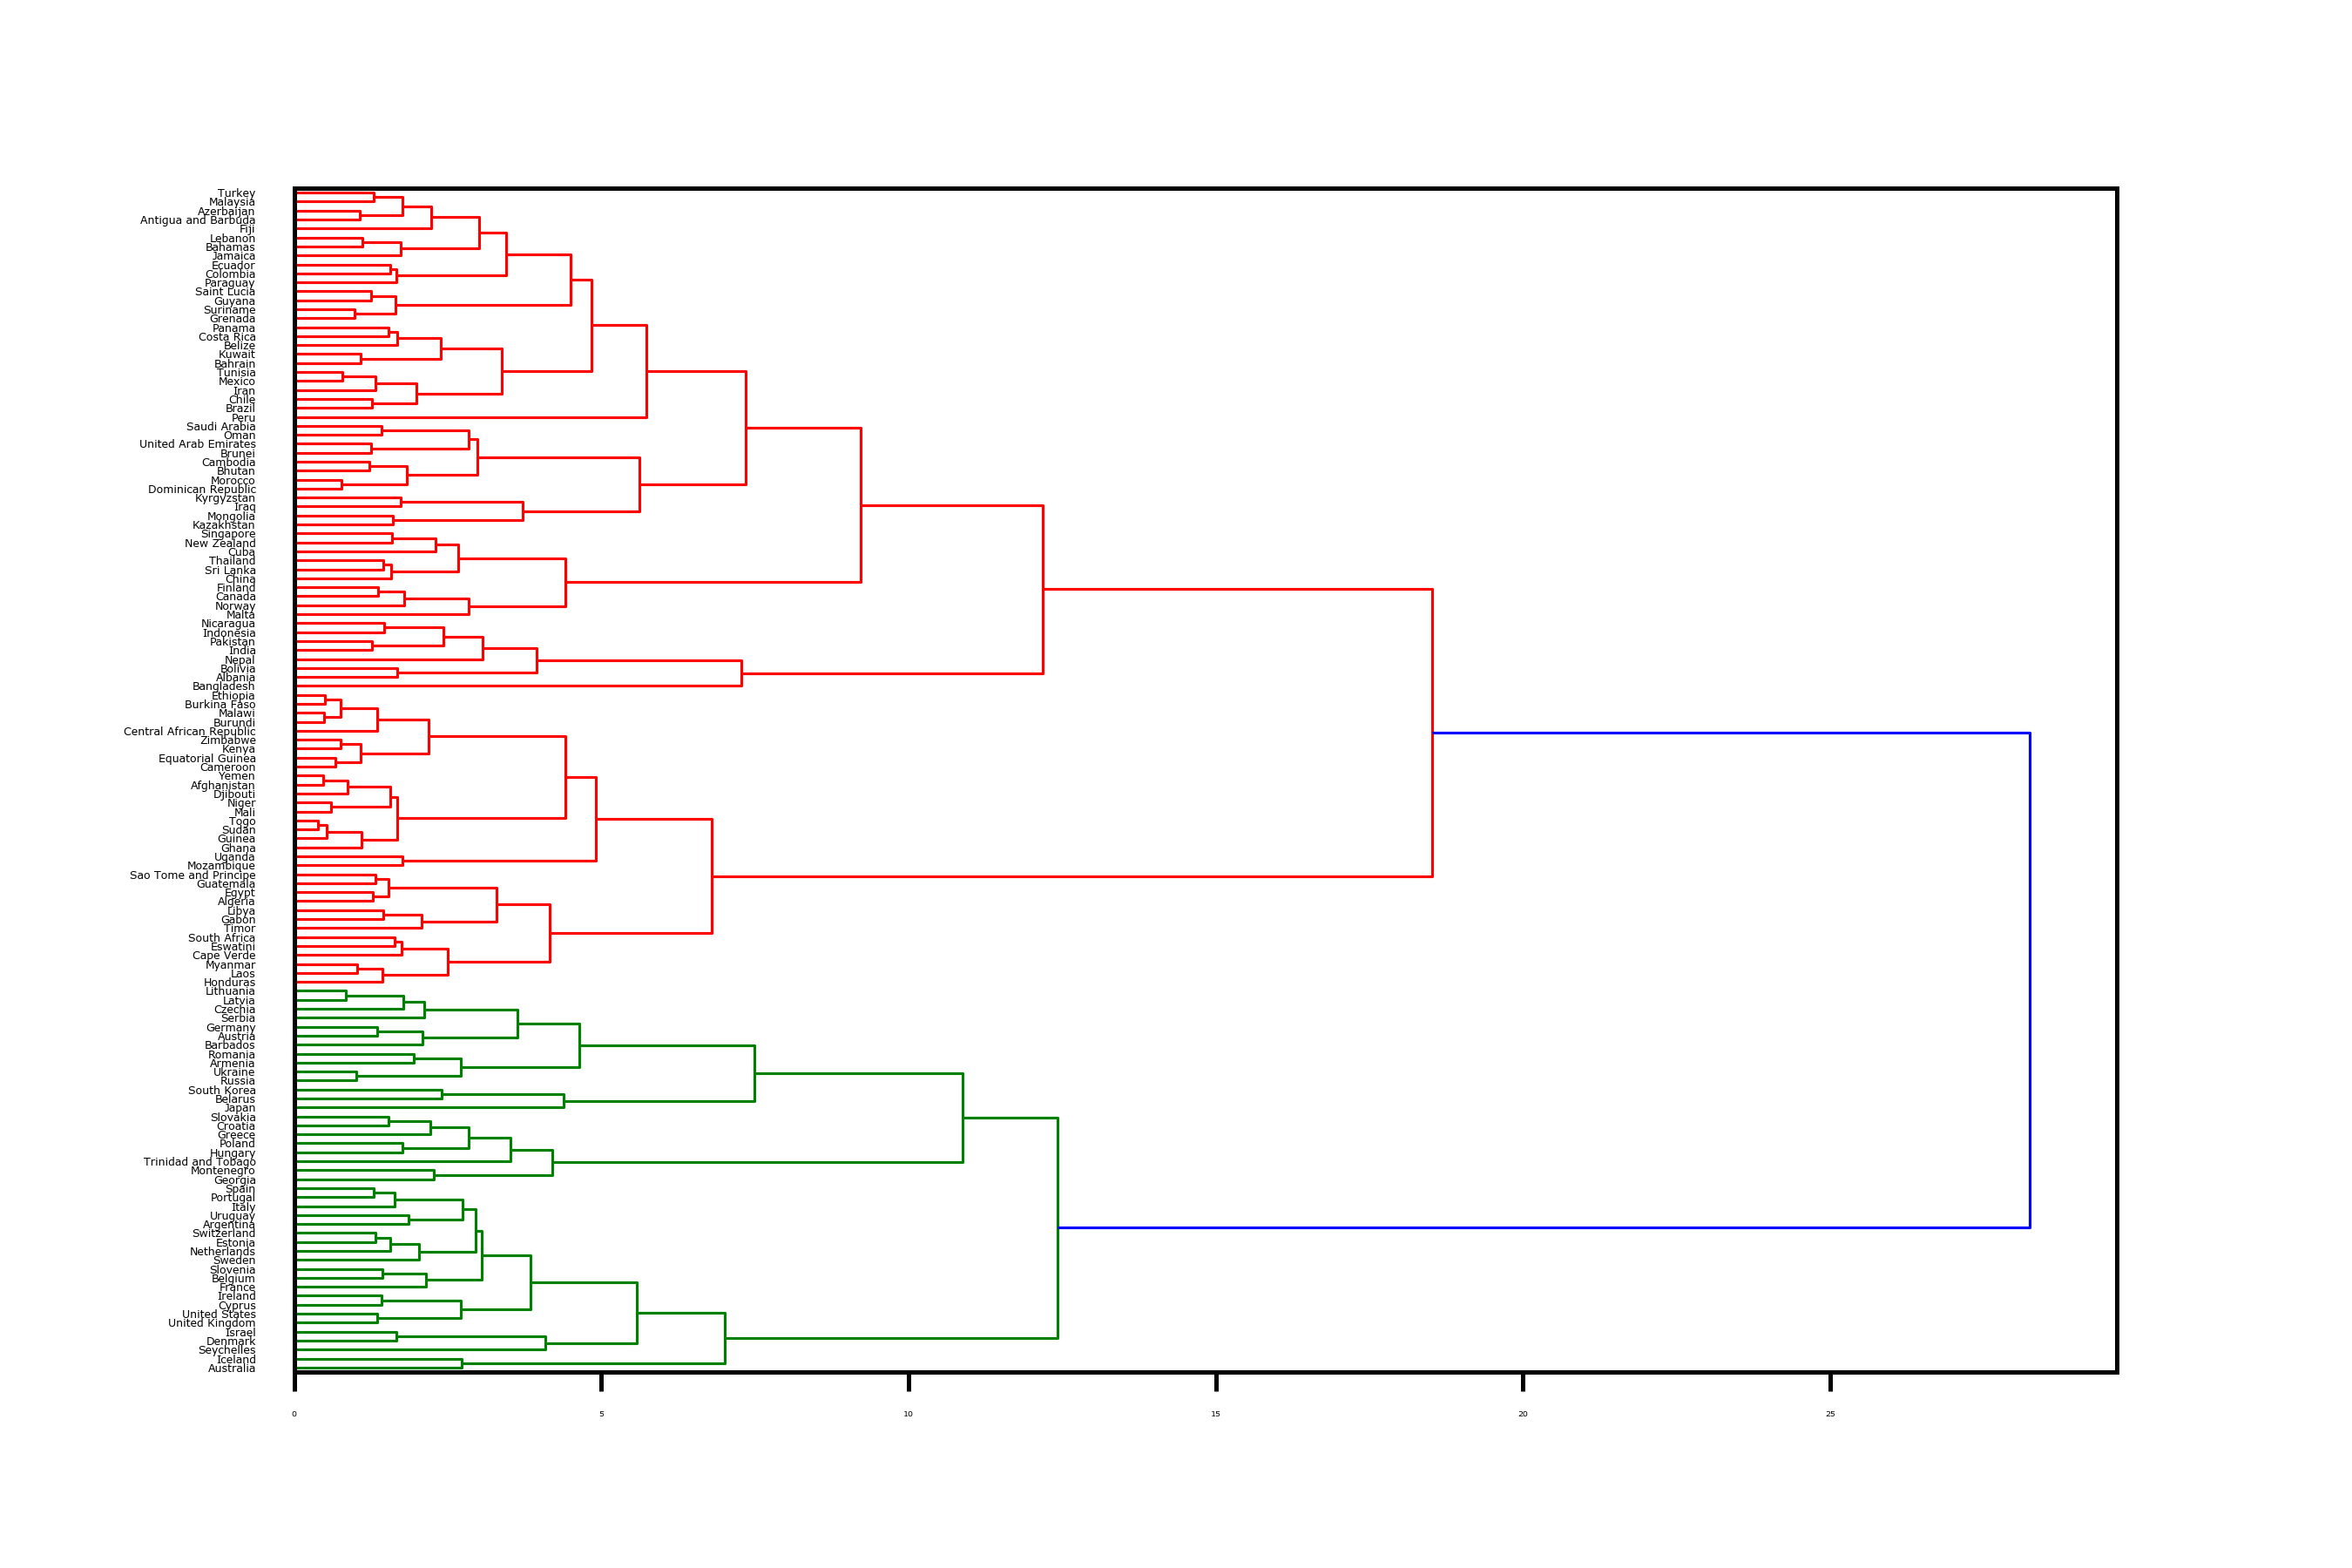 Turkey
Malaysia
Azerbaijan
Antigua and Barbuda
Fiji
Lebanon
Bahamas
Jamaica
Ecuador
Colombia
Paraguay
Saint Lucia
Guyana
Suriname
Grenada
Panama
Costa Rica
Belize
Kuwait
Bahrain
Tunisia
Mexico
Iran
Chile
Brazil
Peru
Saudi Arabia
Oman
United Arab Emirates
Brunei
Cambodia
Bhutan
Morocco
Dominican Republic
Kyrgyzstan
Iraq
Mongolia
Kazakhstan
Singapore
New Zealand
Cuba
Thailand
Sri Lanka
China
Finland
Canada
Norway
Malta
Nicaragua
Indonesia
Pakistan
India
Nepal
Bolivia
Albania
Bangladesh
Ethiopia
Burkina Faso
Malawi
Burundi
Central African Republic
Zimbabwe
Kenya
Equatorial Guinea
Cameroon
Yemen
Afghanistan
Djibouti
Niger
Mali
Togo
Sudan
Guinea
Ghana
Uganda
Mozambique
Sao Tome and Principe
Guatemala
Egypt
Algeria
Libya
Gabon
Timor
South Africa
Eswatini
Cape Verde
Myanmar
Laos
Honduras
Lithuania
Latvia
Czechia
Serbia
Germany
Austria
Barbados
Romania
Armenia
Ukraine
Russia
South Korea
Belarus
Japan
Slovakia
Croatia
Greece
Poland
Hungary
Trinidad and Tobago
Montenegro
Georgia
Spain
Portugal
Italy
Uruguay
Argentina
Switzerland
Estonia
Netherlands
Sweden
Slovenia
Belgium
France
Ireland
Cyprus
United States
United Kingdom
Israel
Denmark
Seychelles
Iceland
Australia
0 5 10 15 20 25